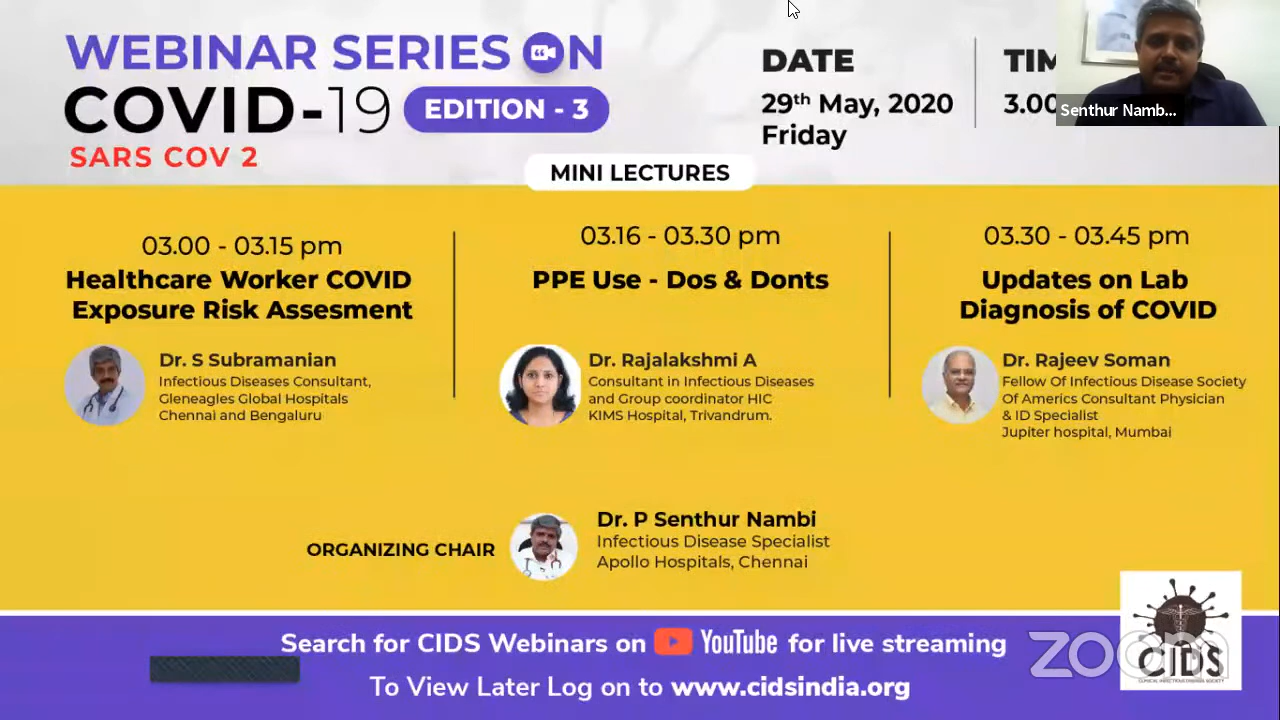 WEBINAR SERIES ON
COVID-19 EDITION - 3
SARS COV 2
DATE
29th May, 2020
Friday
TIM
3.00
Senthur Namb...
MINI LECTURES
03.00 - 03.15 pm
Healthcare Worker COVID
Exposure Risk Assesment
Dr. S Subramanian
Infectious Diseases Consultant,
Gleneagles Global Hospitals
Chennai and Bengaluru
03.16 - 03.30 pm
PPE Use - Dos & Donts
Dr. Rajalakshmi A
Consultant in Infectious Diseases
and Group coordinator HIC
KIMS Hospital, Trivandrum.
03.30 - 03.45 pm
Updates on Lab
Diagnosis of COVID
Dr. Rajeev Soman
Fellow Of Infectious Disease Society
Of Americs Consultant Physician
& ID Specialist
Jupiter hospital, Mumbai
ORGANIZING CHAIR
Dr. P Senthur Nambi
Infectious Disease Specialist
Apollo Hospitals, Chennai
Search for CIDS Webinars on YouTube for live streaming
To View Later Log on to www.cidsindia.org
zoom
CIDS
CLINICAL INFECTIOUS DISEASES SOCIETY